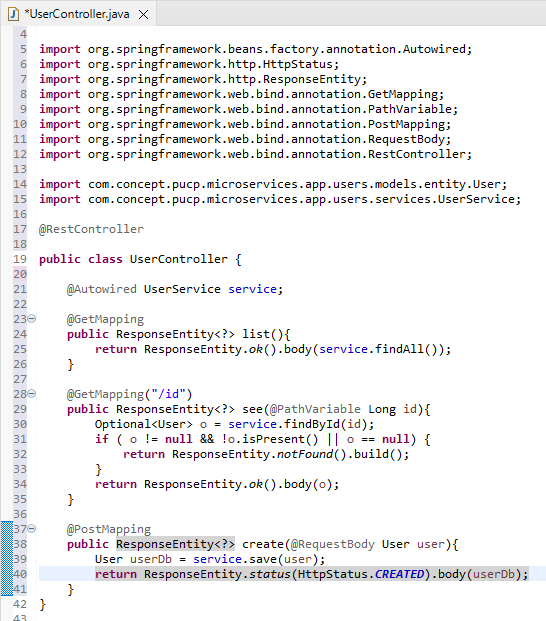 *UserController.java
4
5 import org.springframework.beans.factory.annotation.Autowired;
6 import org.springframework.http.HttpStatus;
7 import org.springframework.http.ResponseEntity;
8 import org.springframework.web.bind.annotation.GetMapping;
9 import org.springframework.web.bind.annotation.PathVariable;
10 import org.springframework.web.bind.annotation.PostMapping;
11 import org.springframework.web.bind.annotation.RequestBody;
12 import org.springframework.web.bind.annotation.RestController;
13
14 import com.concept.pucp.microservices.app.users.models.entity.User;
15 import com.concept.pucp.microservices.app.users.services.UserService;
16
17 @RestController
18
19 public class UserController {
20
21     @Autowired UserService service;
22
23     @GetMapping
24     public ResponseEntity<?> list(){
25         return ResponseEntity.ok().body(service.findAll());
26     }
27
28     @GetMapping("/id")
29     public ResponseEntity<?> see(@PathVariable Long id){
30         Optional<User> o = service.findById(id);
31         if ( o != null && !o.isPresent() || o == null) {
32             return ResponseEntity.notFound().build();
33         }
34         return ResponseEntity.ok().body(o);
35     }
36
37     @PostMapping
38     public ResponseEntity<?> create(@RequestBody User user){
39         User userDb = service.save(user);
40         return ResponseEntity.status(HttpStatus.CREATED).body(userDb);
41     }
42 }
43